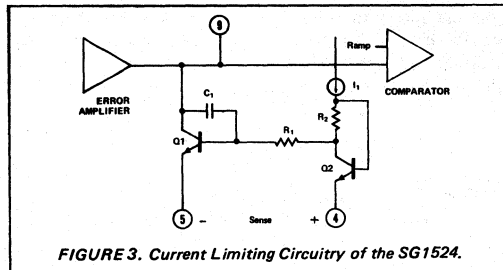 9
Ramp
I1
C1
ERROR
AMPLIFIER
COMPARATOR
R2
R1
Q1
Q2
5 - Sense + 4
FIGURE 3. Current Limiting Circuitry of the SG1524.